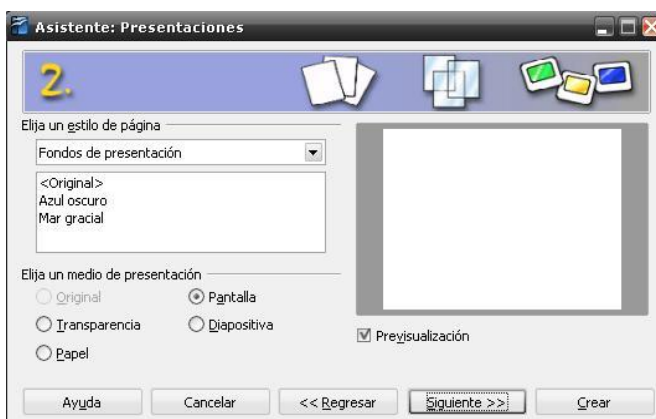 Asistente: Presentaciones
2.
Elija un estilo de página
Fondos de presentación
<Original>
Azul oscuro
Mar gracial
Elija un medio de presentación
Original
Pantalla
Transparencia
Diapositiva
Papel
Previsualización
Ayuda
Cancelar
<< Regresar
Siguiente >>
Crear